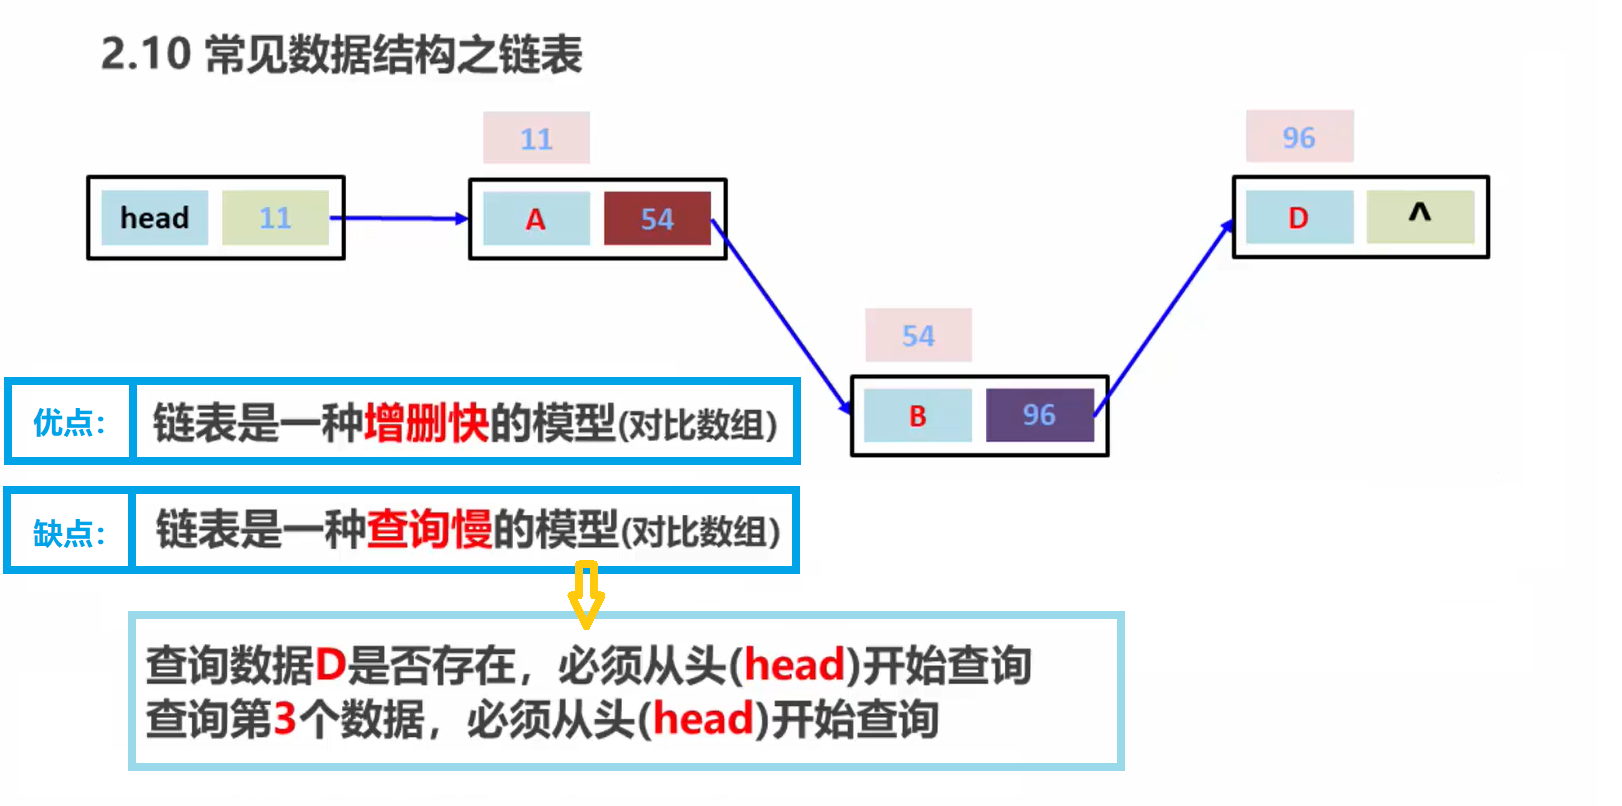 2.10 常见数据结构之链表
11
96
head 11
A 54
D ^
54
B 96
优点： 链表是一种增删快的模型(对比数组)
缺点： 链表是一种查询慢的模型(对比数组)
查询数据D是否存在，必须从头(head)开始查询
查询第3个数据，必须从头(head)开始查询